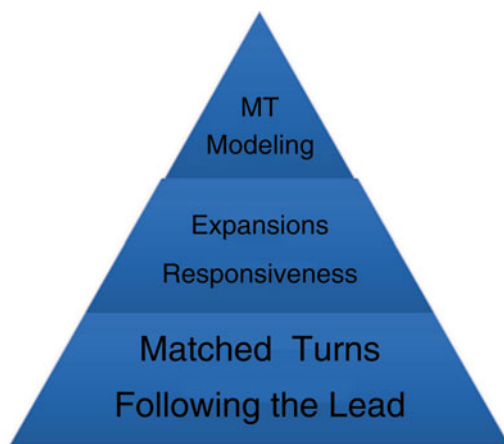 MT
Modeling
Expansions
Responsiveness
Matched Turns
Following the Lead